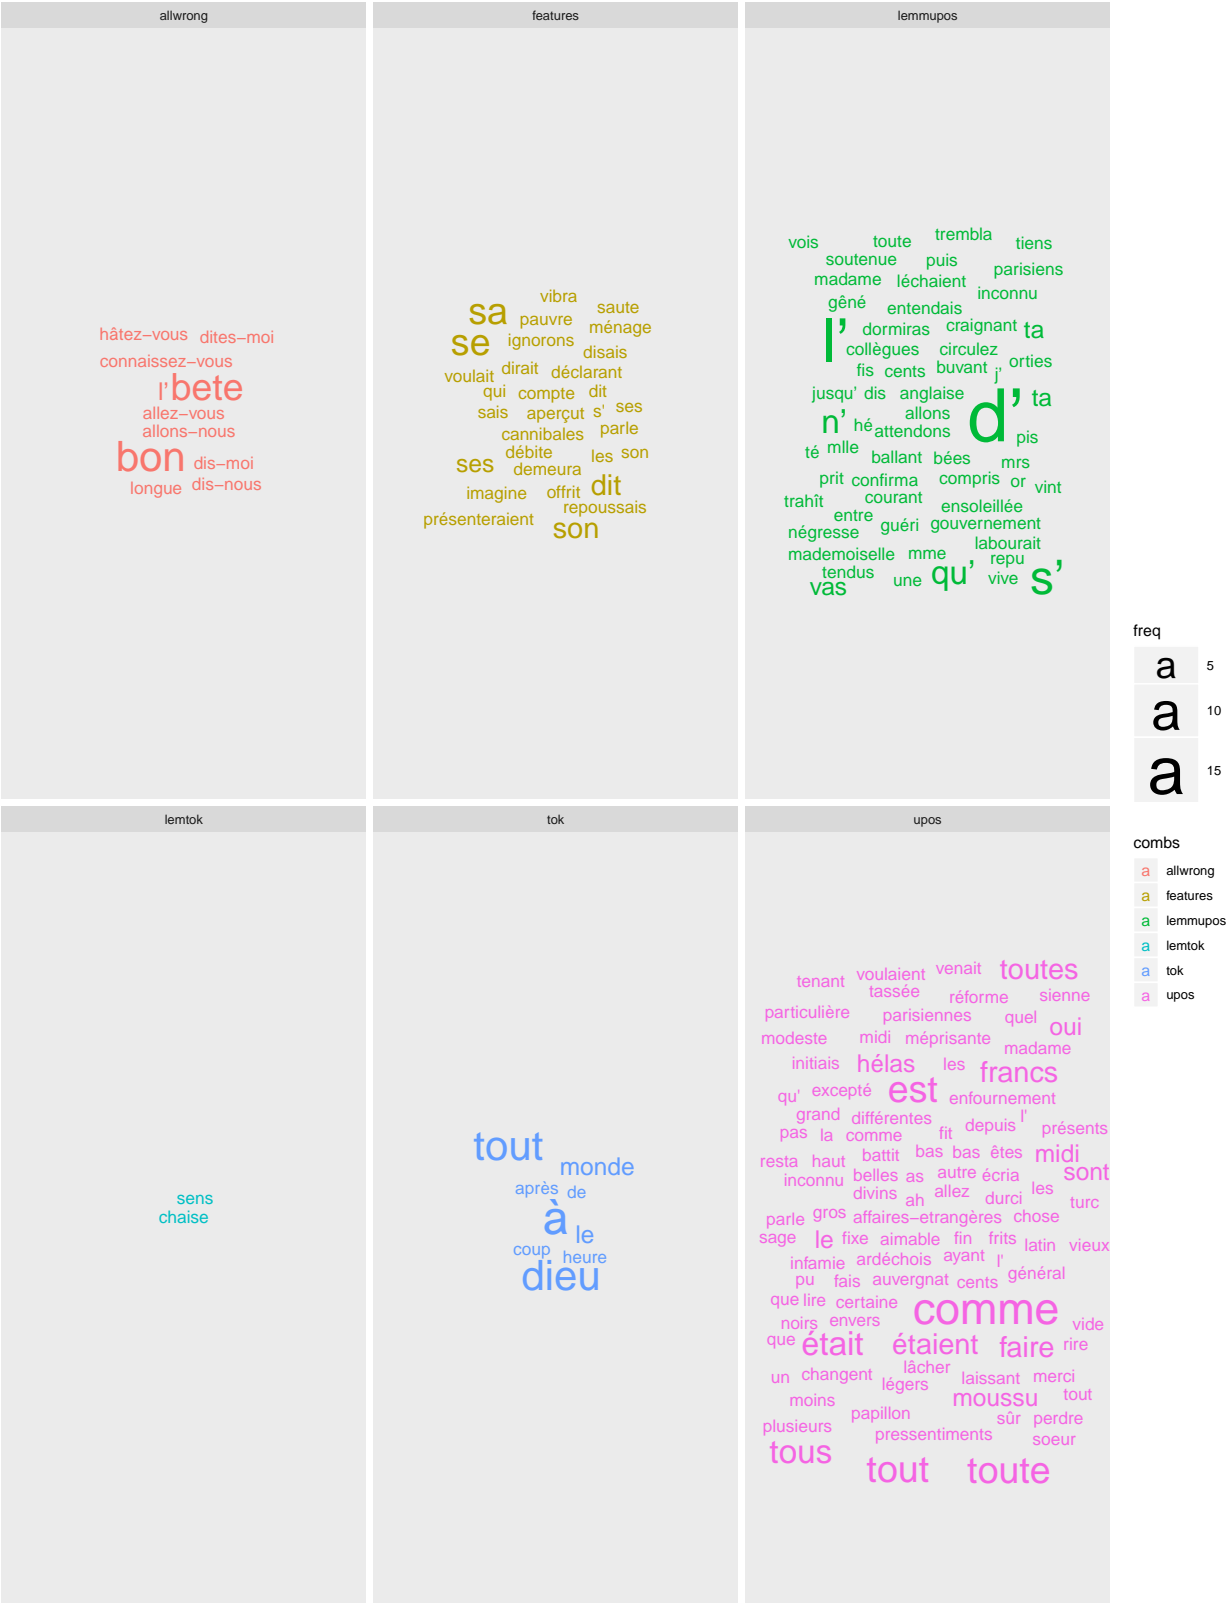 allwrong
hâtez−vous dites−moi
connaissez−vous
l’ bete
allez−vous
allons−nous
bon dis−moi
longue dis−nous
features
vibra
sa saute
pauvre ménage
se ignorons
disais
voulait dirait déclarant
qui compte dit
sais aperçut s’ ses
cannibales parle
débite les son
ses demeura
imagine offrit dit
repoussais
présenteraient son
lemmupos
vois toute trembla tiens
soutenue puis parisiens
madame léchaient
gêné entendais inconnu
l’ dormiras craignant ta
collègues circulez orties
fis cents buvant j’
jusqu’ dis anglaise d’ ta
n’ hé allons
attendons pis
té mlle
ballant bées mrs
prit confirma compris or vint
trahît courant ensoleillée
entre
négresse guéri gouvernement
labourait
mademoiselle mme repu
tendus une qu’ vive s’
vas
freq
a 5
a 10
a 15
combs
a allwrong
a features
a lemmupos
a lemtok
a tok
a upos
lemtok
sens
chaise
tok
tout
monde
après de
à le
coup heure
dieu
upos
tenant voulaient venait toutes
tassée réforme sienne
particulière parisiennes quel oui
modeste midi méprisante
madame
initiais hélas les francs
qu' excepté est enfournement
grand différentes depuis l'
pas la comme fit présents
resta haut battit bas bas êtes midi
inconnu belles as autre écria sont
divins ah allez durci les turc
parle gros affaires−etrangères chose
sage le fixe aimable fin frits latin vieux
infamie ardéchois ayant l'
pu fais auvergnat cents général
que lire certaine comme
noirs envers vide
que était étaient faire rire
un changent lâcher laissant merci
légers
moins moussu tout
papillon sûr perdre
plusieurs pressentiments soeur
tous
tout toute